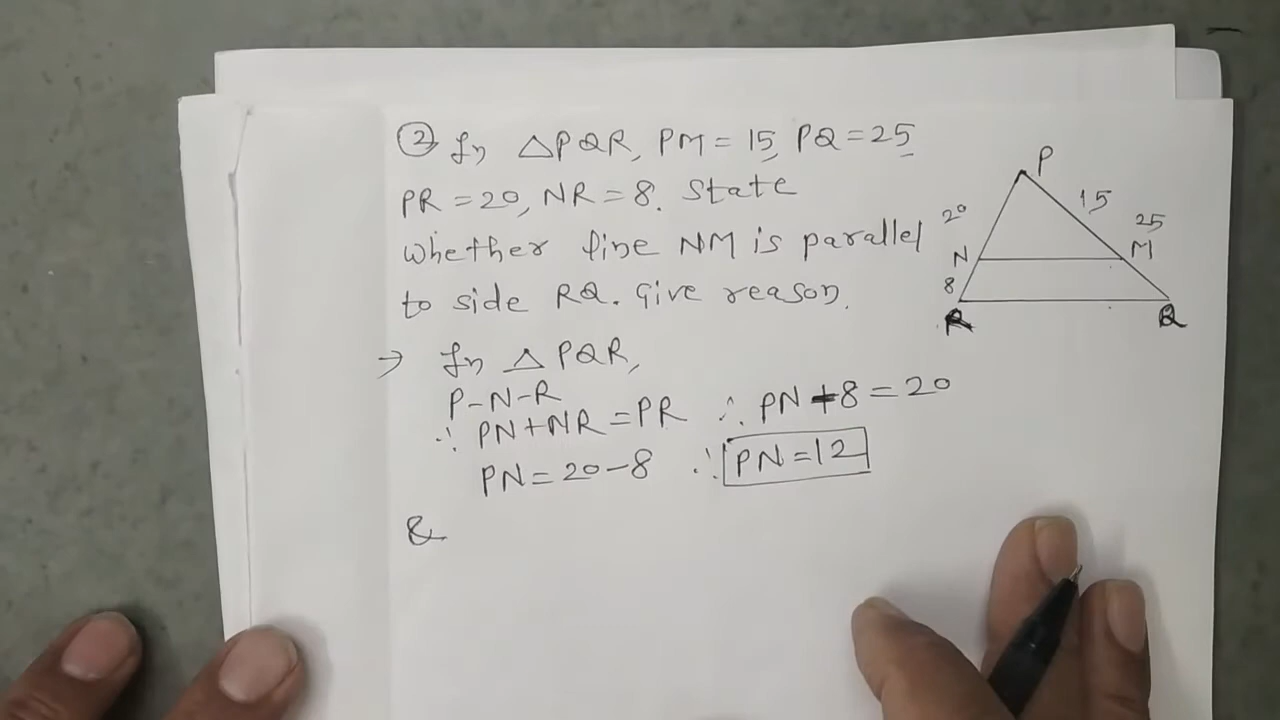 ② In △PQR, PM = 15, PQ = 25
PR = 20, NR = 8. State
whether line NM is parallel
to side RQ. Give reason.
P
15
20
25
N
M
8
R
Q
→ In △ PQR,
P-N-R
∴ PN+NR = PR ∴ PN + 8 = 20
PN = 20 - 8 ∴ PN = 12
&